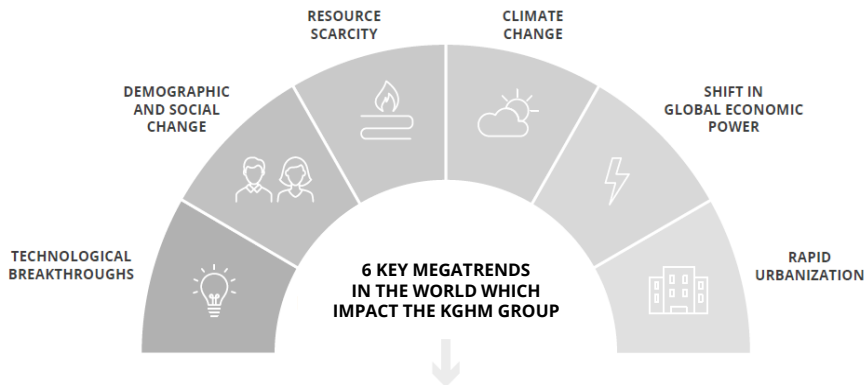 RESOURCE
SCARCITY
CLIMATE
CHANGE
DEMOGRAPHIC
AND SOCIAL
CHANGE
SHIFT IN
GLOBAL ECONOMIC
POWER
TECHNOLOGICAL
BREAKTHROUGHS
6 KEY MEGATRENDS
IN THE WORLD WHICH
IMPACT THE KGHM GROUP
RAPID
URBANIZATION